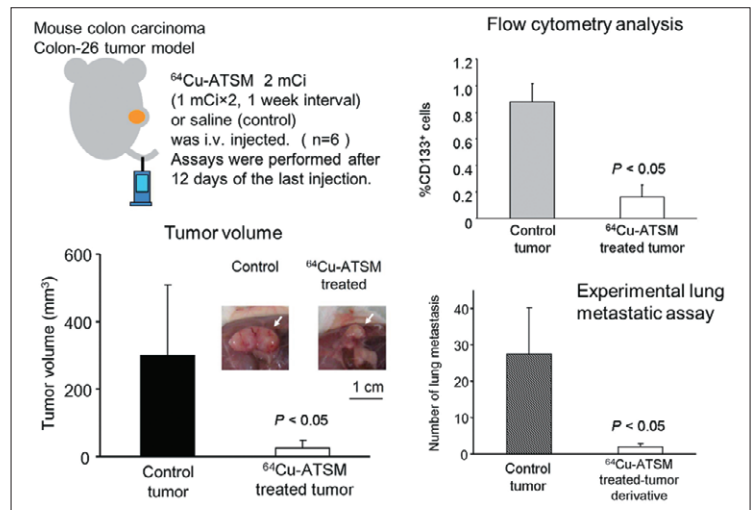 Mouse colon carcinoma
Colon-26 tumor model
⁶⁴Cu-ATSM 2 mCi
(1 mCi×2, 1 week interval)
or saline (control)
was i.v. injected. ( n=6 )
Assays were performed after
12 days of the last injection.
Flow cytometry analysis
%CD133⁺ cells
1.2
1.0
0.8
0.6
0.4
0.2
0
P < 0.05
Control
tumor
⁶⁴Cu-ATSM
treated tumor
Tumor volume
Tumor volume (mm³)
600
400
200
0
Control
⁶⁴Cu-ATSM
treated
1 cm
P < 0.05
Control
tumor
⁶⁴Cu-ATSM
treated tumor
Experimental lung
metastatic assay
Number of lung metastasis
40
30
20
10
0
P < 0.05
Control
tumor
⁶⁴Cu-ATSM
treated-tumor
derivative